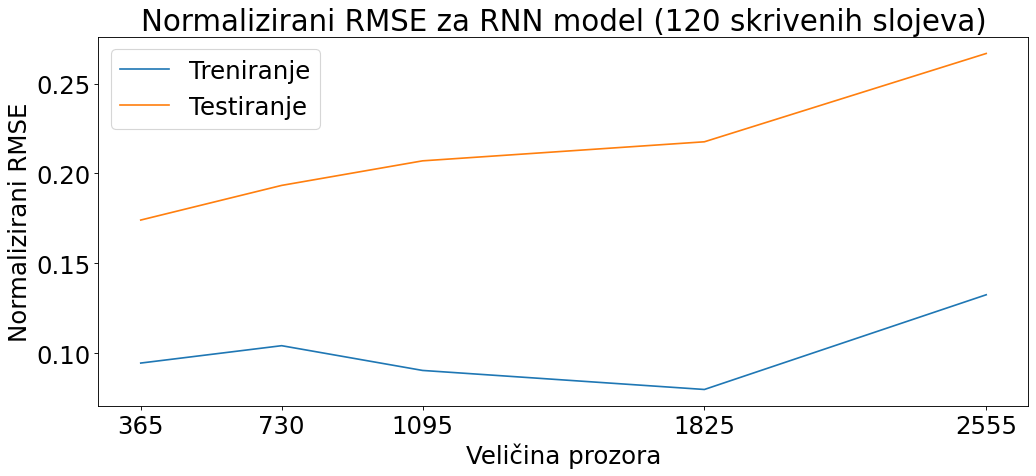 Normalizirani RMSE za RNN model (120 skrivenih slojeva)
Treniranje
Testiranje
Normalizirani RMSE
0.25
0.20
0.15
0.10
365 730 1095 1825 2555
Veličina prozora